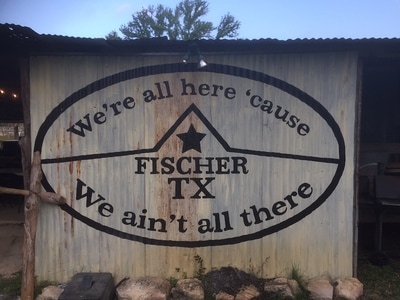 We're all here 'cause
FISCHER
TX
We ain't all there